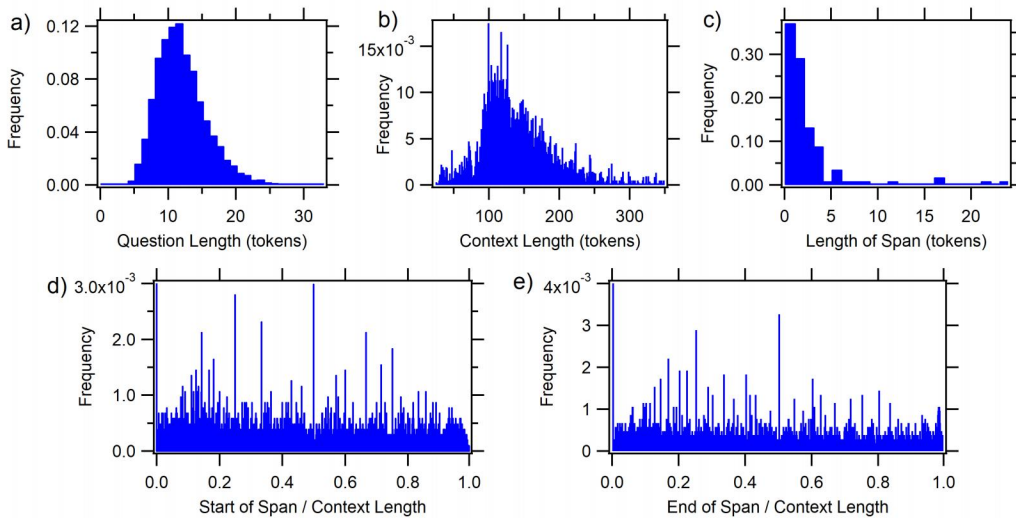 a)
0.12
0.08
0.04
0.00
Frequency
0 10 20 30
Question Length (tokens)
b)
15x10⁻³
10
5
0
Frequency
100 200 300
Context Length (tokens)
c)
0.30
0.20
0.10
0.00
Frequency
0 5 10 15 20
Length of Span (tokens)
d)
3.0x10⁻³
2.0
1.0
0.0
Frequency
0.0 0.2 0.4 0.6 0.8 1.0
Start of Span / Context Length
e)
4x10⁻³
3
2
1
0
Frequency
0.0 0.2 0.4 0.6 0.8 1.0
End of Span / Context Length